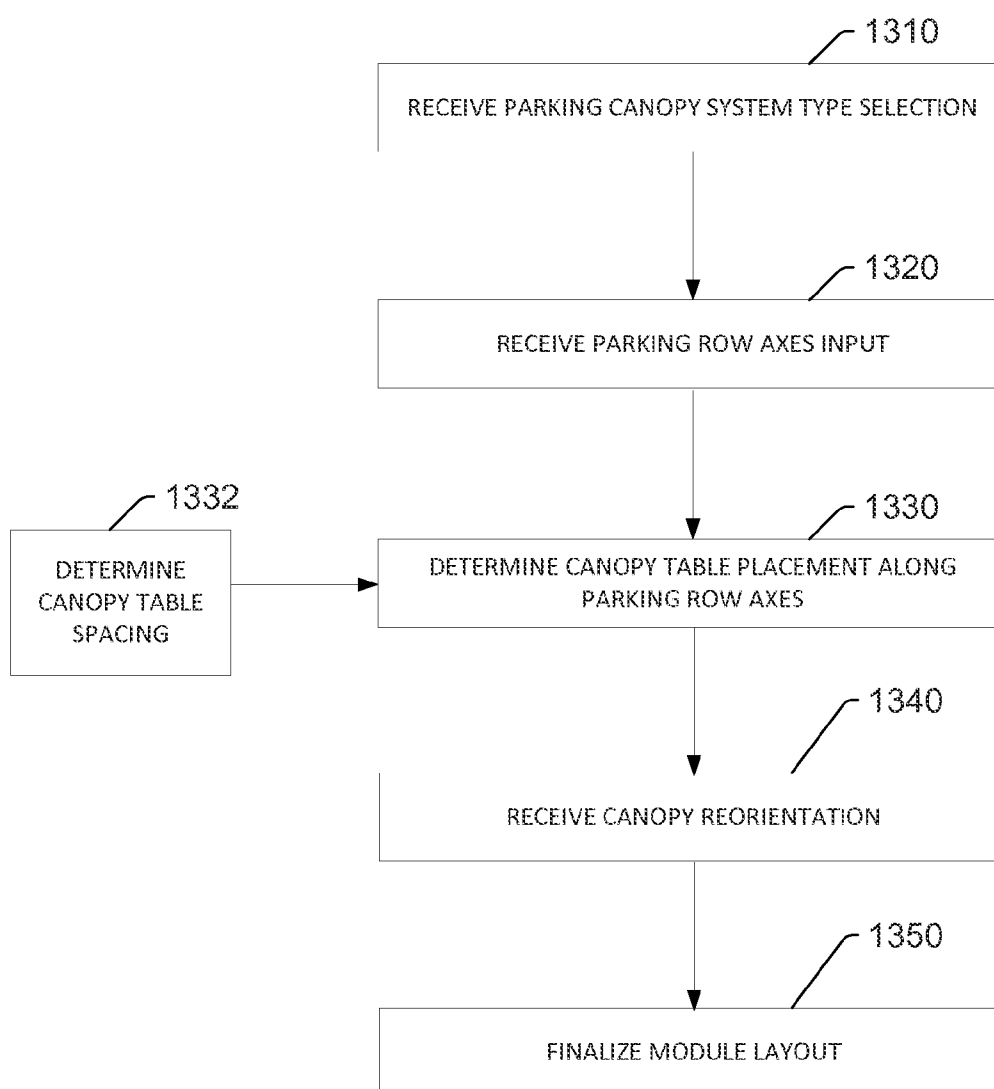 1310
RECEIVE PARKING CANOPY SYSTEM TYPE SELECTION
1320
RECEIVE PARKING ROW AXES INPUT
1332
DETERMINE
CANOPY TABLE
SPACING
1330
DETERMINE CANOPY TABLE PLACEMENT ALONG
PARKING ROW AXES
1340
RECEIVE CANOPY REORIENTATION
1350
FINALIZE MODULE LAYOUT